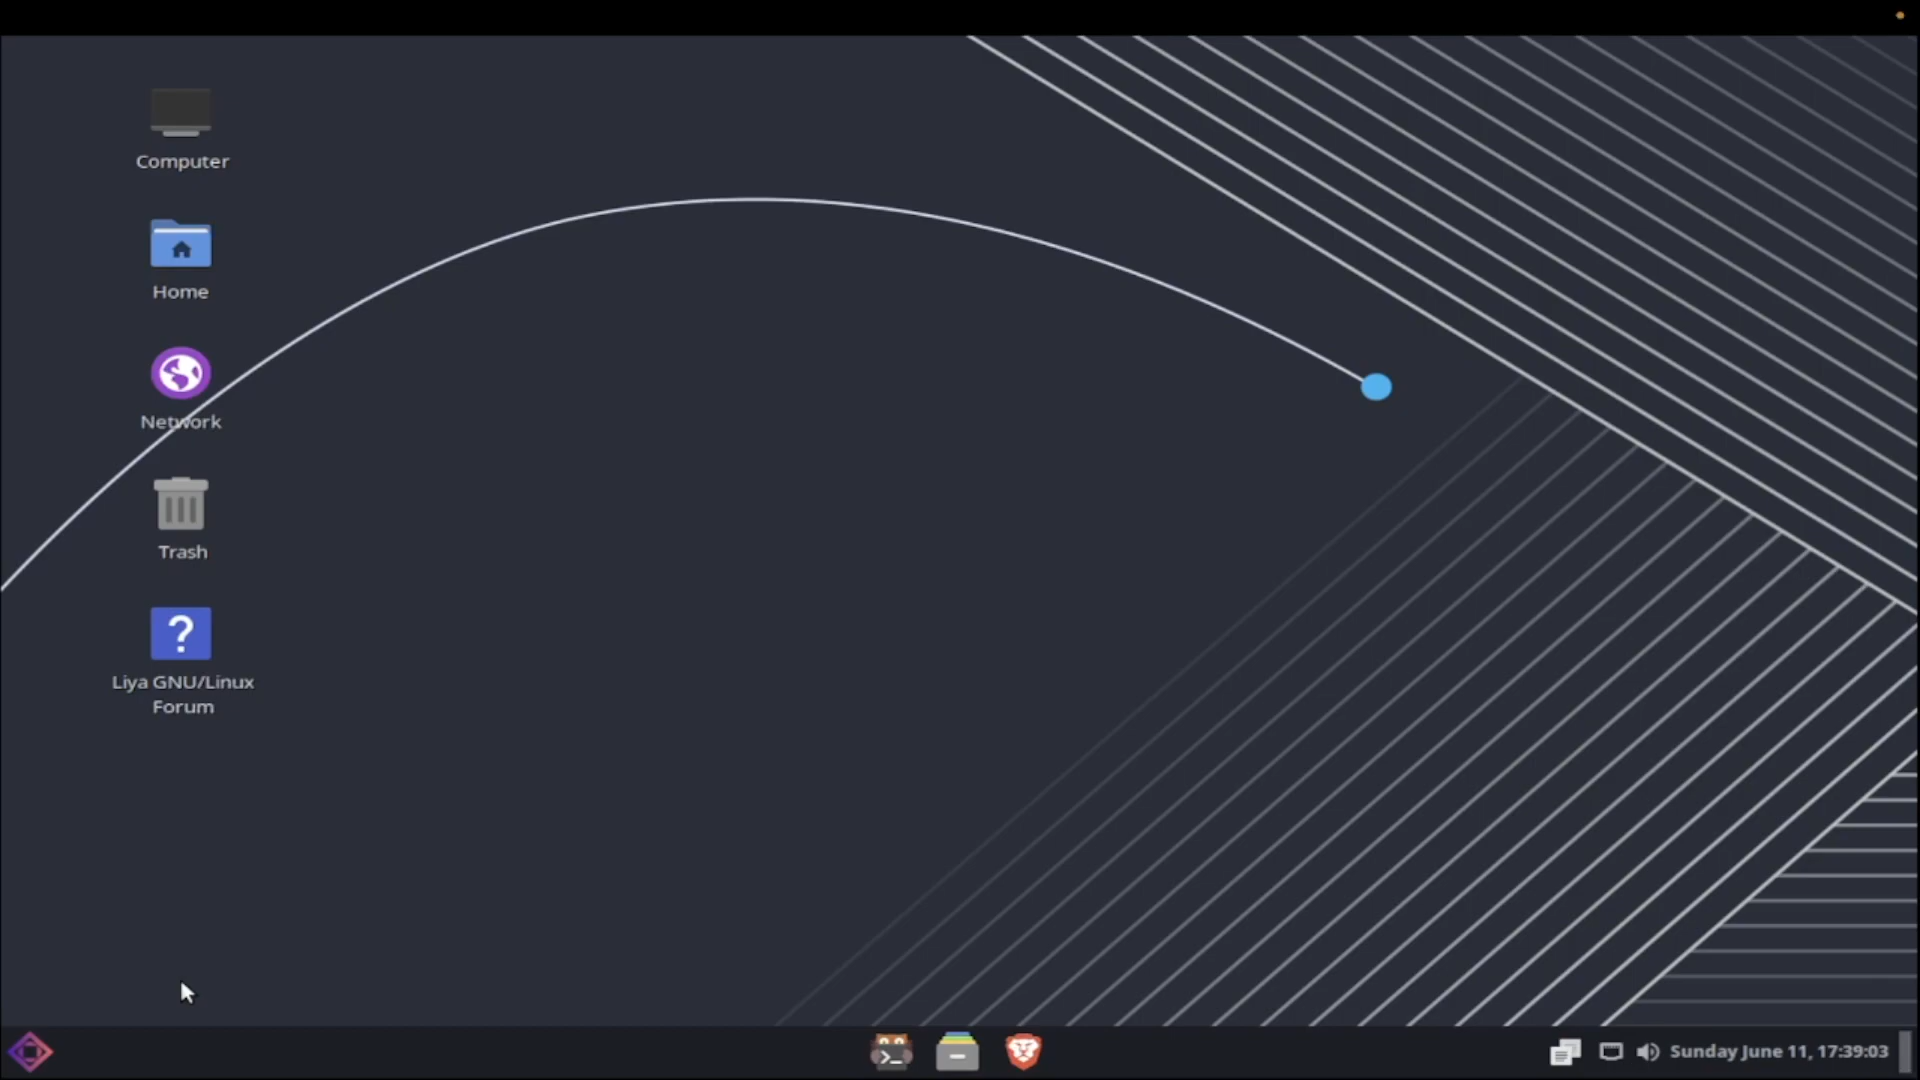 Computer
Home
Network
Trash
? 
Liya GNU/Linux
Forum
Sunday June 11, 17:39:03